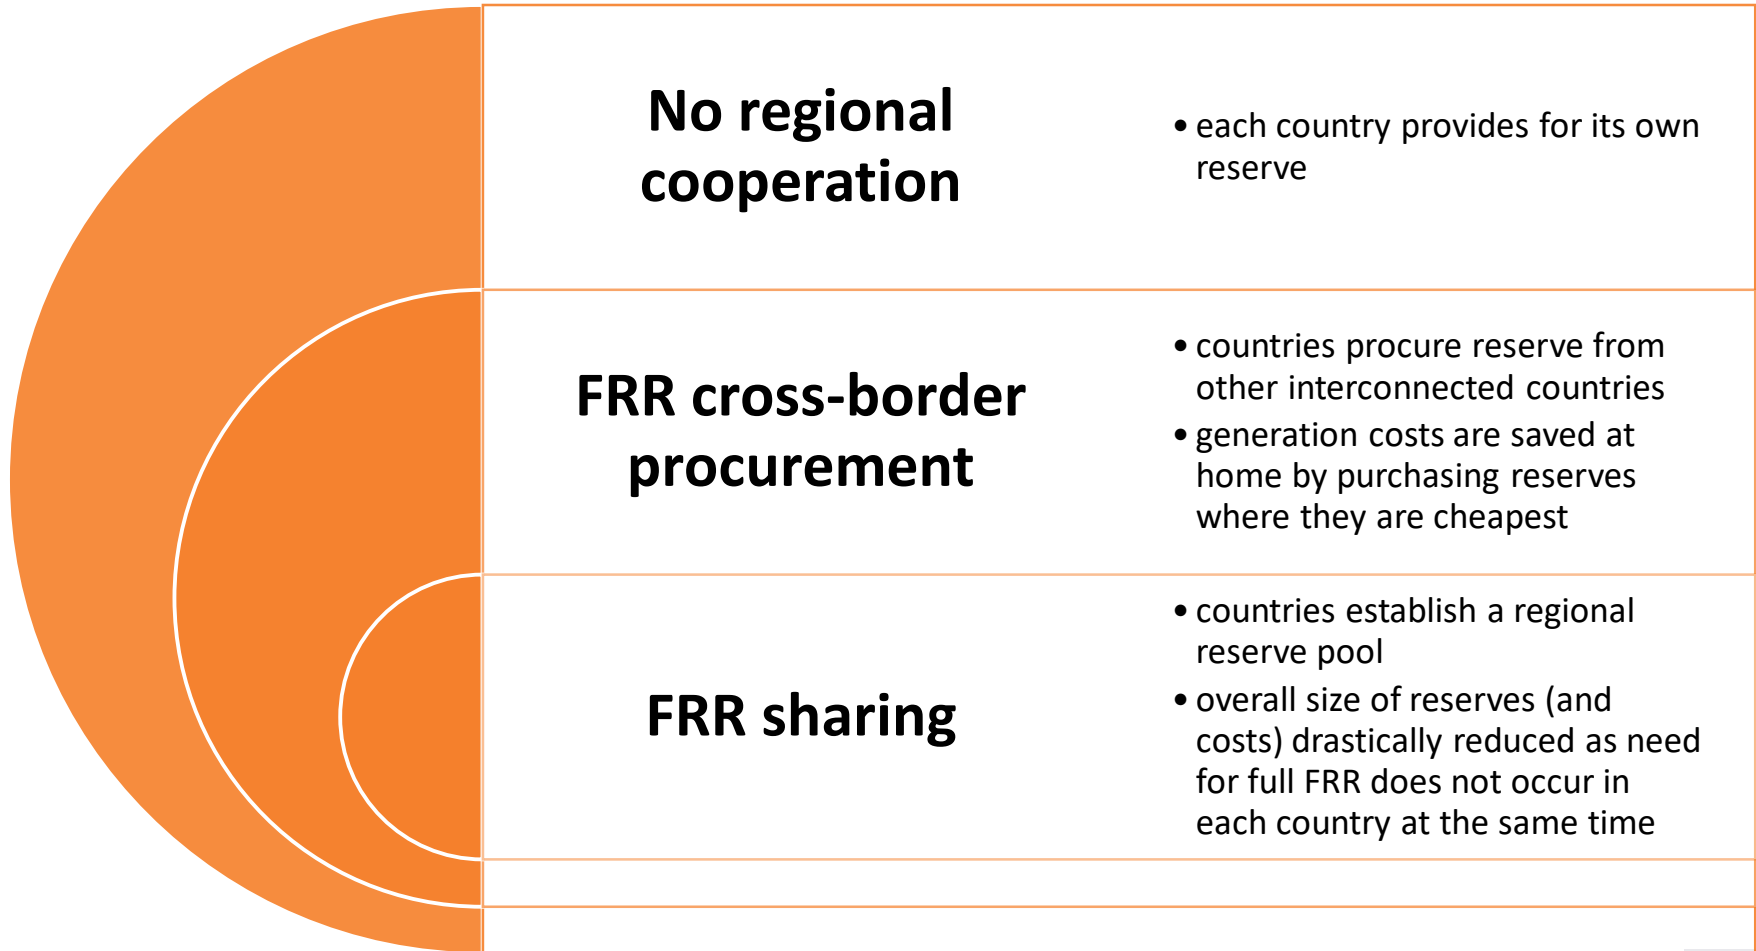 No regional
cooperation
• each country provides for its own
reserve
FRR cross-border
procurement
• countries procure reserve from
other interconnected countries
• generation costs are saved at
home by purchasing reserves
where they are cheapest
FRR sharing
• countries establish a regional
reserve pool
• overall size of reserves (and
costs) drastically reduced as need
for full FRR does not occur in
each country at the same time